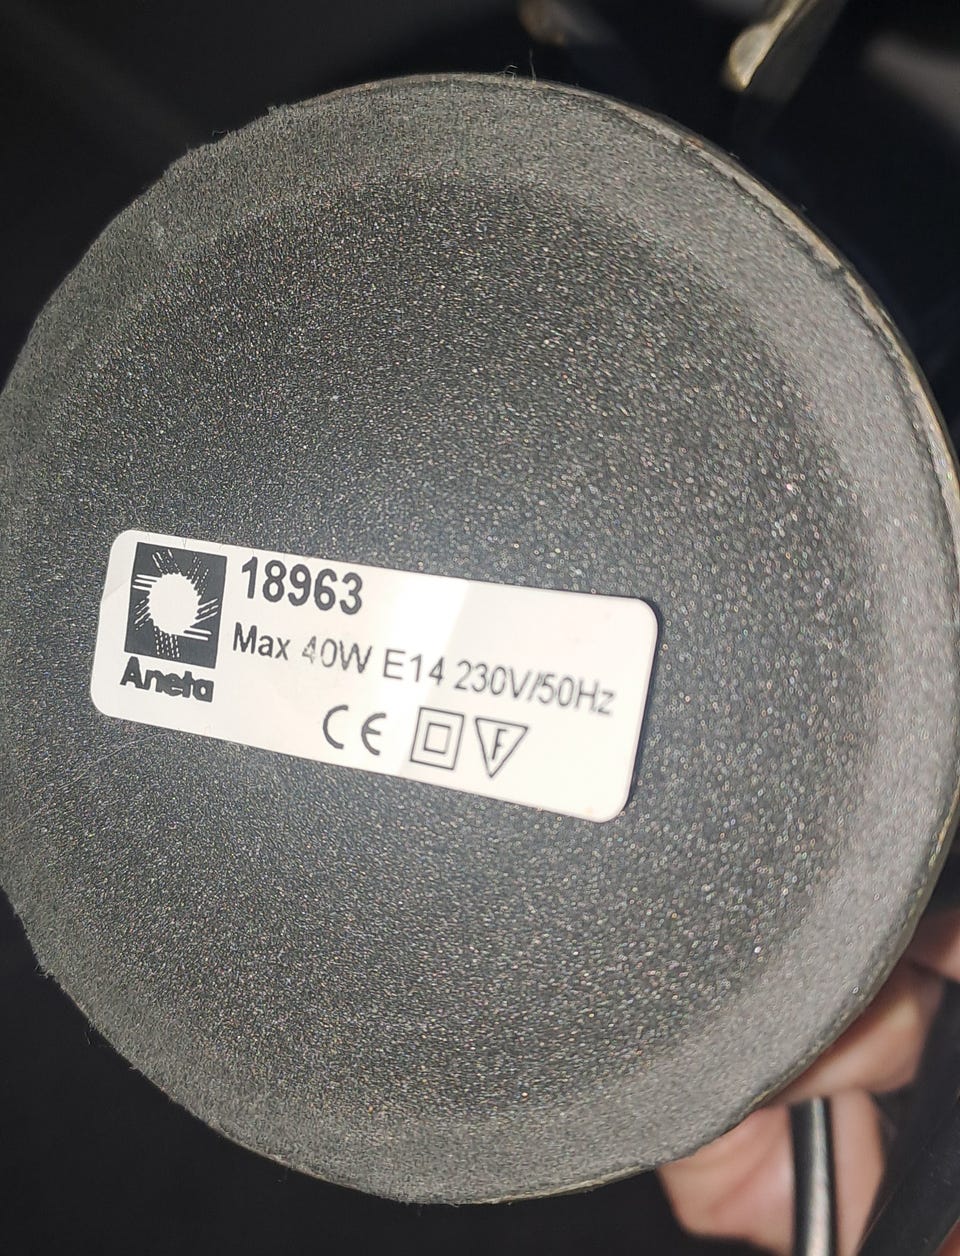 18963
Max 40W E14 230V/50Hz
Aneta
CE F